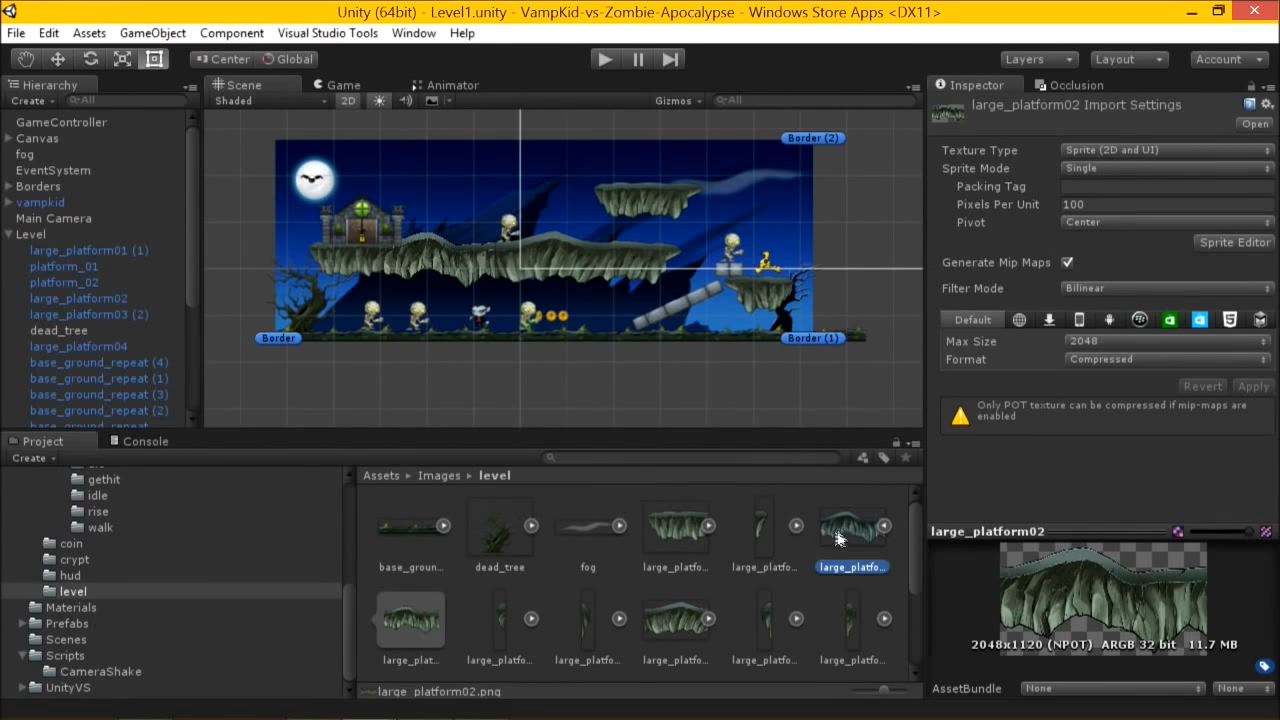 Unity (64bit) - Level1.unity - VampKid-vs-Zombie-Apocalypse - Windows Store Apps <DX11>
File Edit Assets GameObject Component Visual Studio Tools Window Help
Center Global Layers Layout Account
Hierarchy Scene Game Animator Inspector Occlusion
Create All Shaded 2D Gizmos All
large_platform02 Import Settings
Open
GameController
Canvas
fog
EventSystem
Borders
vampkid
Main Camera
Level
large_platform01 (1)
platform_01
platform_02
large_platform02
large_platform03 (2)
dead_tree
large_platform04
base_ground_repeat (4)
base_ground_repeat (1)
base_ground_repeat (3)
base_ground_repeat (2)
base_ground_repeat
Border (2)
Border
Border (1)
Texture Type Sprite (2D and UI)
Sprite Mode Single
Packing Tag
Pixels Per Unit 100
Pivot Center
Sprite Editor
Generate Mip Maps
Filter Mode Bilinear
Default
Max Size 2048
Format Compressed
Revert Apply
Only POT texture can be compressed if mip-maps are
enabled
Project Console
Create
gethit
idle
rise
walk
coin
crypt
hud
level
Materials
Prefabs
Scenes
Scripts
CameraShake
UnityVS
Assets Images level
base_groun... dead_tree fog large_platfo... large_platfo... large_platfo...
large_plat... large_platfo... large_platfo... large_platfo... large_platfo... large_platfo...
large_platform02.png
large_platform02
2048x1120 (NPOT) ARGB 32 bit 11.7 MB
AssetBundle None None